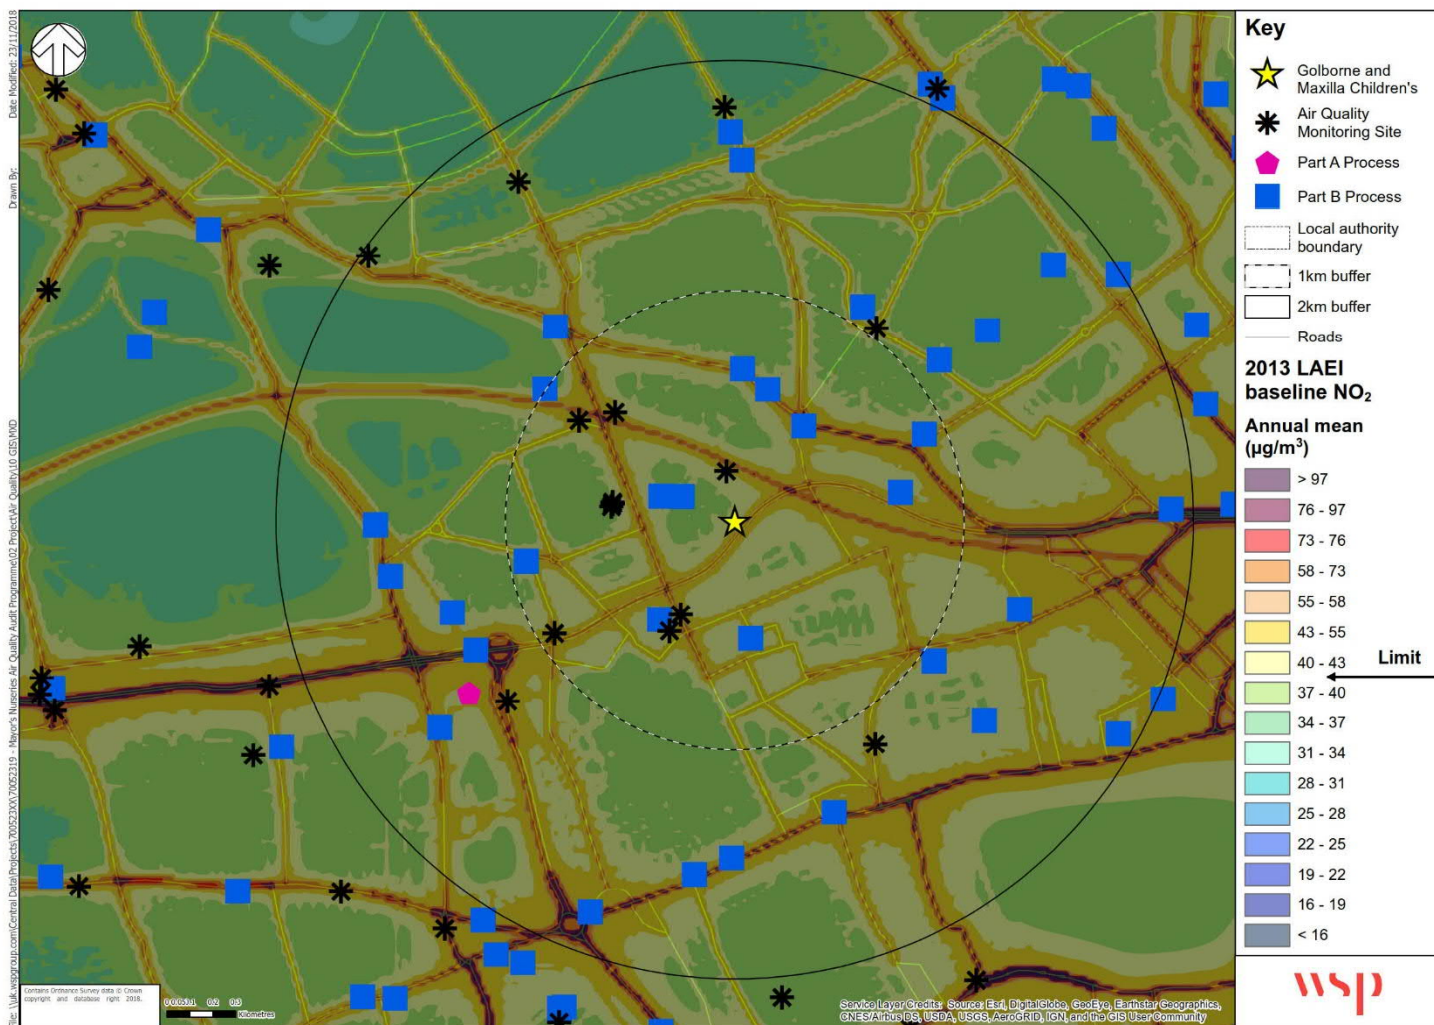 Date Modified: 23/11/2018
Drawn By:
Key
Golborne and
Maxilla Children's
Air Quality
Monitoring Site
Part A Process
Part B Process
Local authority
boundary
1km buffer
2km buffer
Roads
2013 LAEI
baseline NO₂
Annual mean
(µg/m³)
> 97
76 - 97
73 - 76
58 - 73
55 - 58
43 - 55
40 - 43
Limit
37 - 40
34 - 37
31 - 34
28 - 31
25 - 28
22 - 25
19 - 22
16 - 19
< 16
wsp
Contains Ordnance Survey data © Crown
copyright and database right 2018.
Kilometres
Service Layer Credits: Source: Esri, DigitalGlobe, GeoEye, Earthstar Geographics,
CNES/Airbus DS, USDA, USGS, AeroGRID, IGN, and the GIS User Community